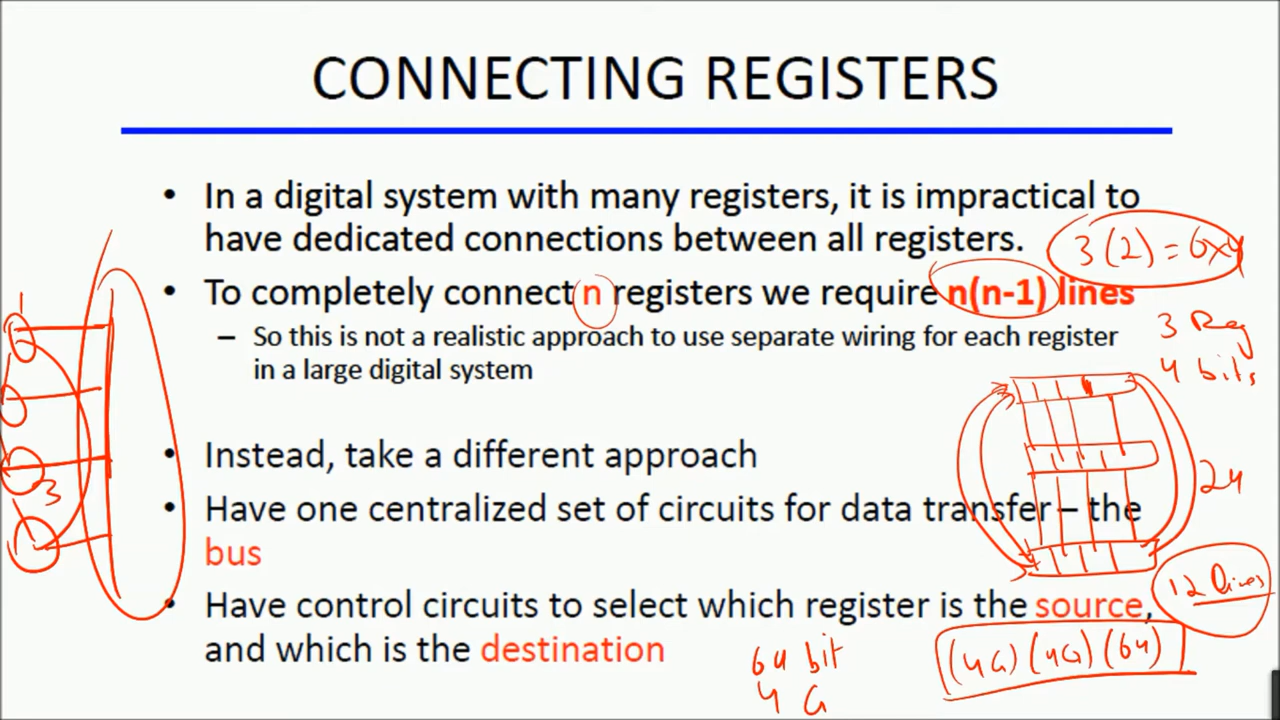 CONNECTING REGISTERS
• In a digital system with many registers, it is impractical to
have dedicated connections between all registers.
3(2) = 6x4
• To completely connect n registers we require n(n-1) lines
– So this is not a realistic approach to use separate wiring for each register
in a large digital system
3 Reg
4 bits
1
• Instead, take a different approach
3
24
• Have one centralized set of circuits for data transfer – the
bus
12 lines
• Have control circuits to select which register is the source,
and which is the destination
(4G) (4G) (64)
64 bit
4 G